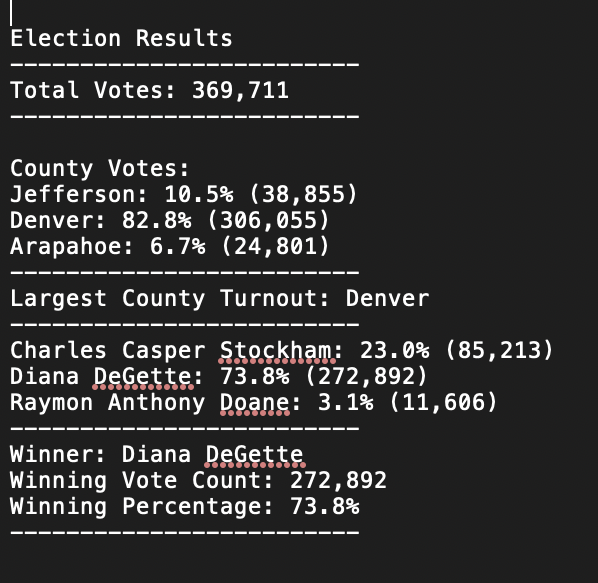 Election Results
-------------------------
Total Votes: 369,711
-------------------------
County Votes:
Jefferson: 10.5% (38,855)
Denver: 82.8% (306,055)
Arapahoe: 6.7% (24,801)
-------------------------
Largest County Turnout: Denver
-------------------------
Charles Casper Stockham: 23.0% (85,213)
Diana DeGette: 73.8% (272,892)
Raymon Anthony Doane: 3.1% (11,606)
-------------------------
Winner: Diana DeGette
Winning Vote Count: 272,892
Winning Percentage: 73.8%
-------------------------